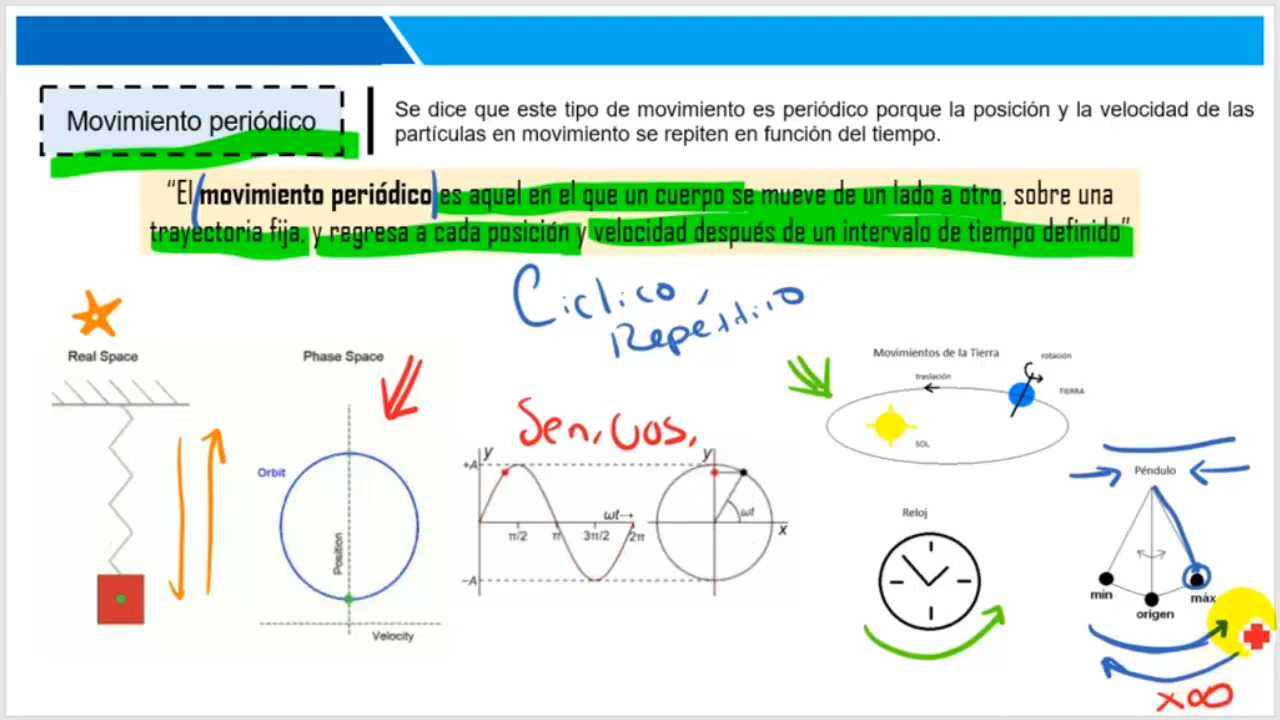 Movimiento periódico
Se dice que este tipo de movimiento es periódico porque la posición y la velocidad de las
partículas en movimiento se repiten en función del tiempo.
“El movimiento periódico es aquel en el que un cuerpo se mueve de un lado a otro, sobre una
trayectoria fija, y regresa a cada posición y velocidad después de un intervalo de tiempo definido”
Ciclico,
Repetitivo
Real Space
Phase Space
Orbit
Position
Velocity
Sen, Cos,
y
+A
ωt→
π/2
π
3π/2
2π
−A
y
ωt
x
Movimientos de la Tierra
rotación
traslación
TIERRA
SOL
Reloj
Péndulo
min
origen
máx
x∞